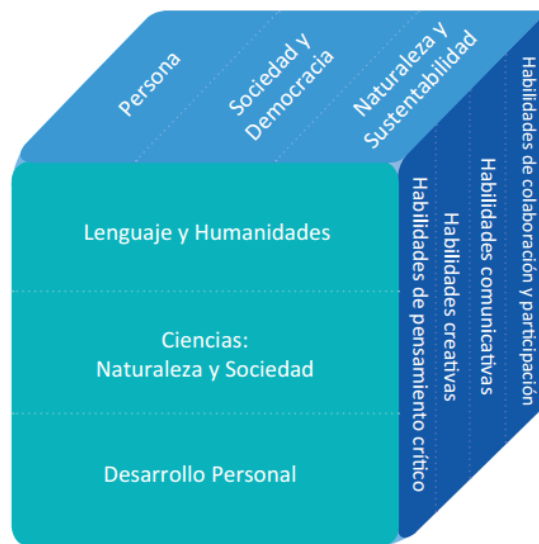 Persona
Sociedad y
Democracia
Naturaleza y
Sustentabilidad
Lenguaje y Humanidades
Ciencias:
Naturaleza y Sociedad
Desarrollo Personal
Habilidades de pensamiento crítico
Habilidades creativas
Habilidades comunicativas
Habilidades de colaboración y participación